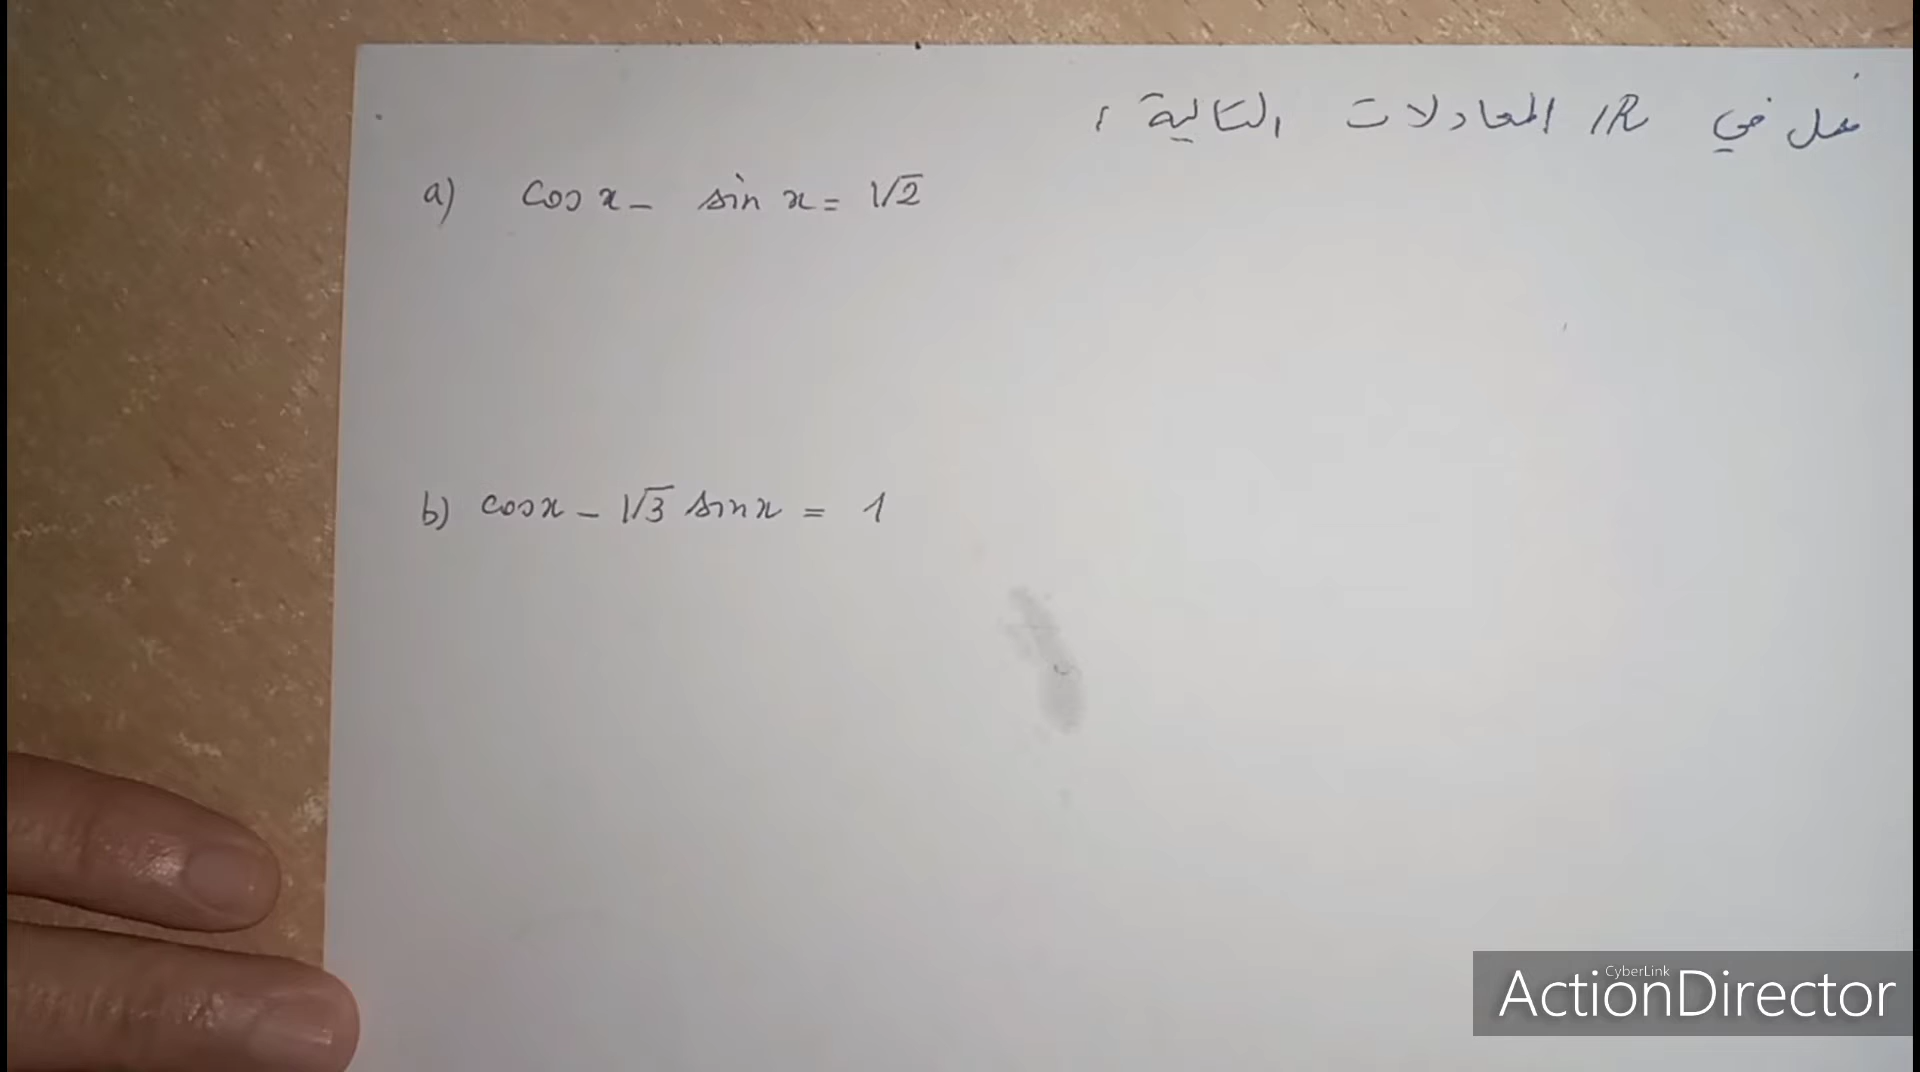 حل في IR المعادلات التالية :
a) cos x - sin x = √2
b) cos x - √3 sin x = 1
CyberLink
ActionDirector